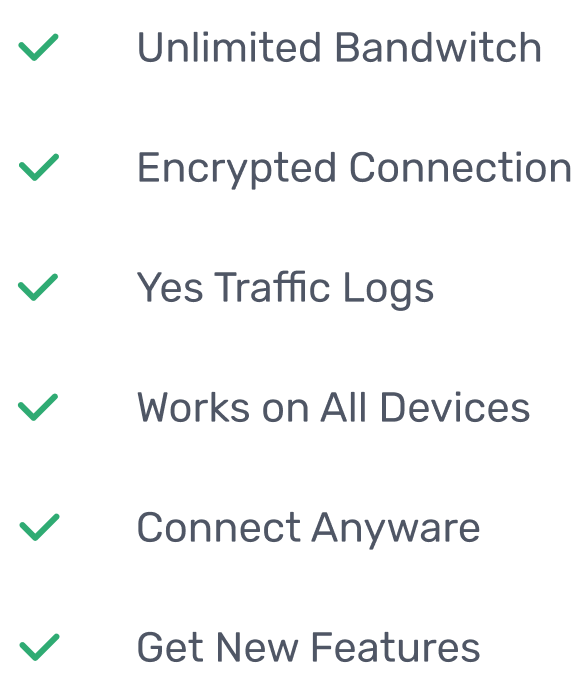 Unlimited Bandwitch
Encrypted Connection
Yes Traffic Logs
Works on All Devices
Connect Anyware
Get New Features